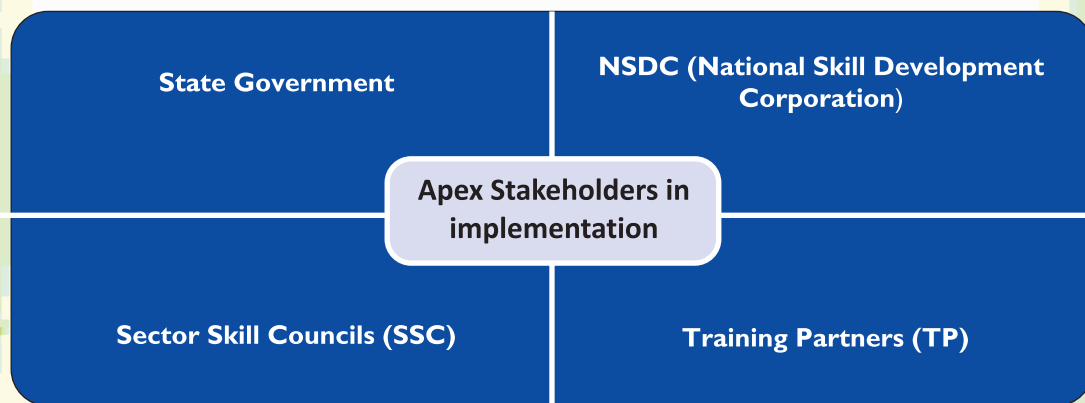 State Government
NSDC (National Skill Development
Corporation)
Apex Stakeholders in
implementation
Sector Skill Councils (SSC)
Training Partners (TP)